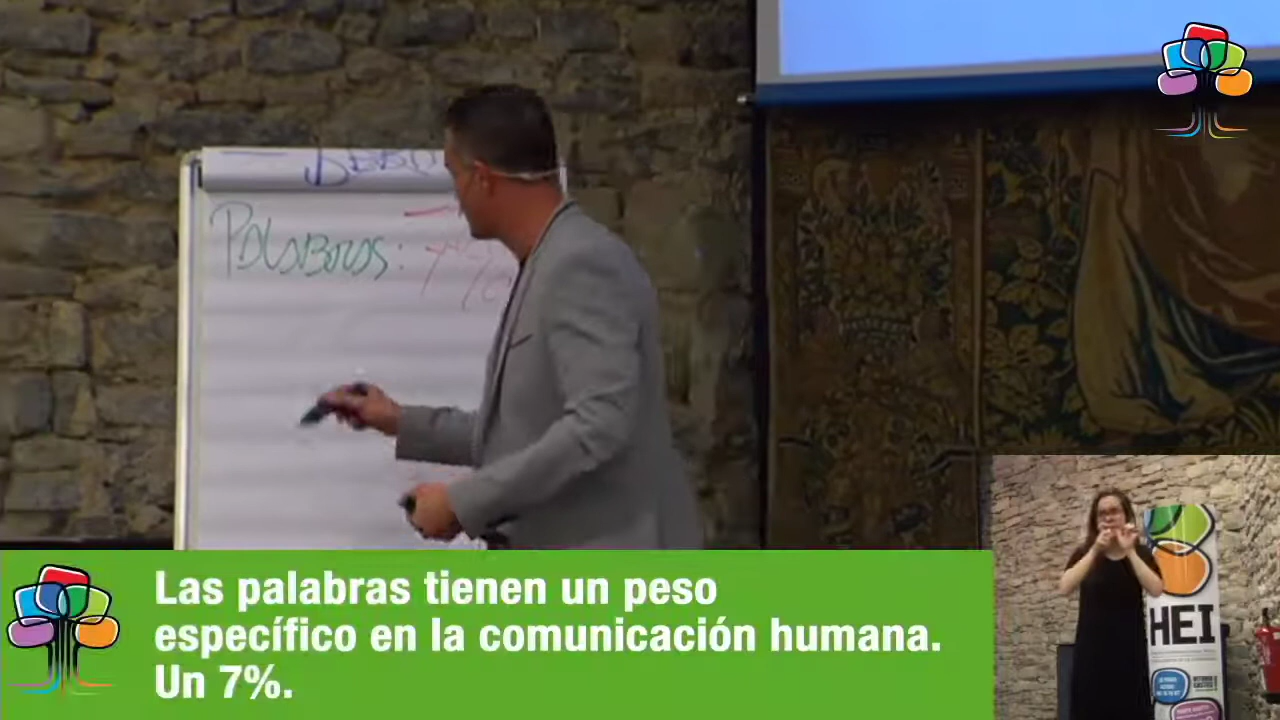 Palabras: 7%
Las palabras tienen un peso
específico en la comunicación humana.
Un 7%.
HEI